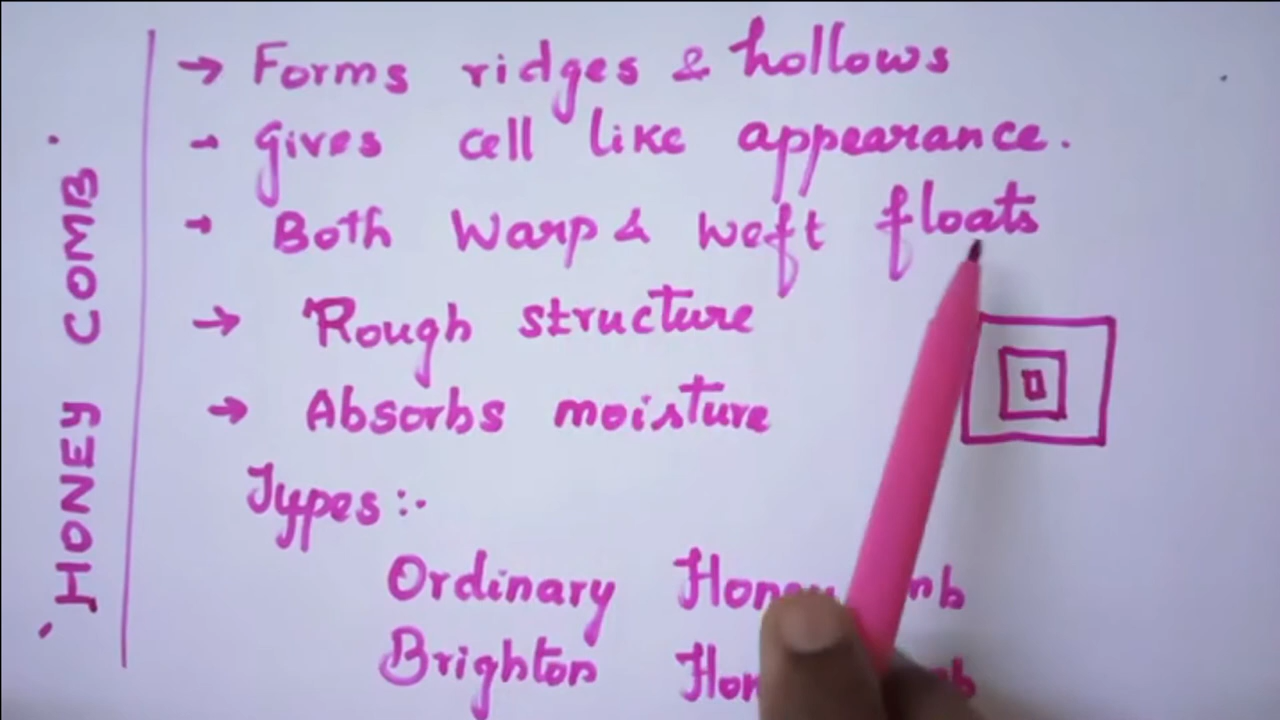 'HONEY COMB'
→ Forms ridges & hollows
→ Gives cell like appearance.
→ Both Warp & weft floats
→ Rough structure
→ Absorbs moisture
Types :-
Ordinary
Brighton